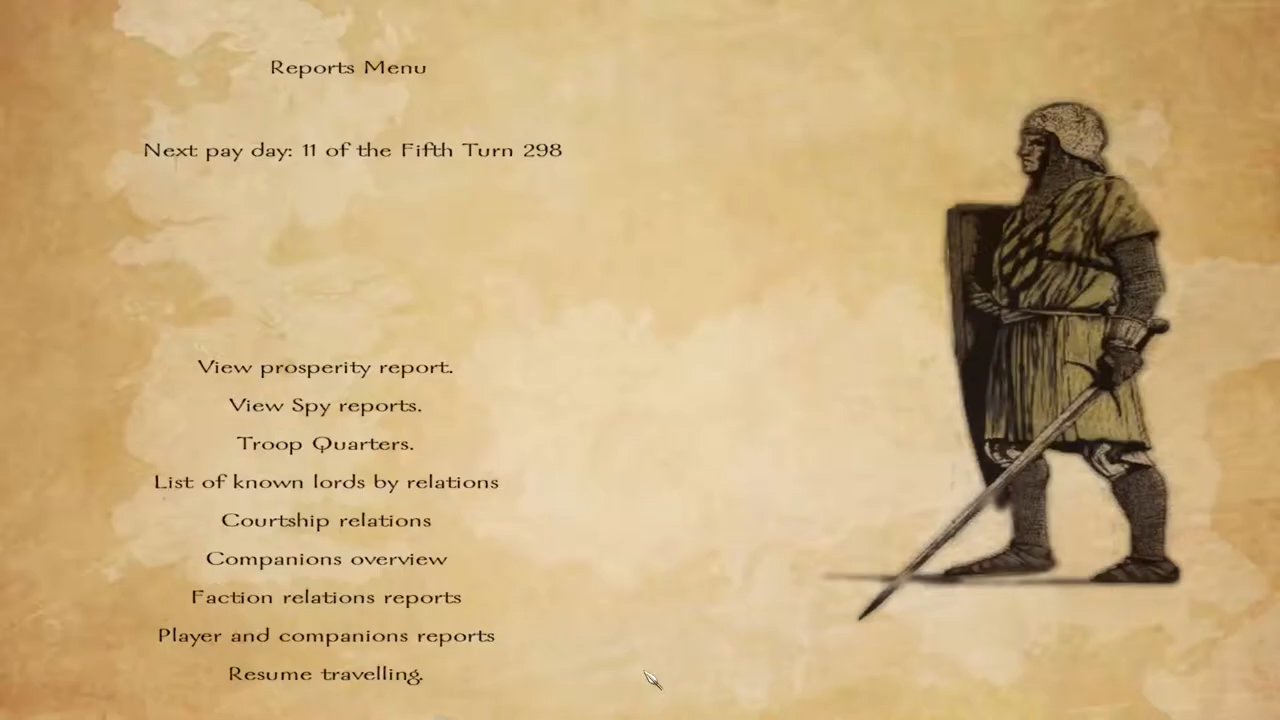 Reports Menu
Next pay day: 11 of the Fifth Turn 298
View prosperity report.
View Spy reports.
Troop Quarters.
List of known lords by relations
Courtship relations
Companions overview
Faction relations reports
Player and companions reports
Resume travelling.